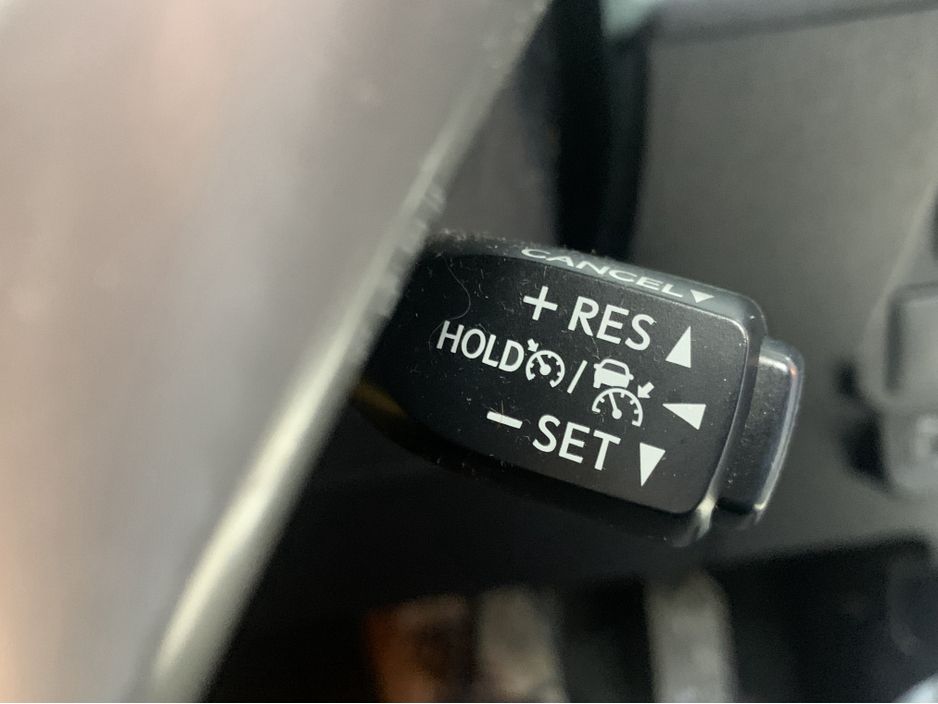 CANCEL▼
+ RES ▲
HOLD / ◀
− SET ▼